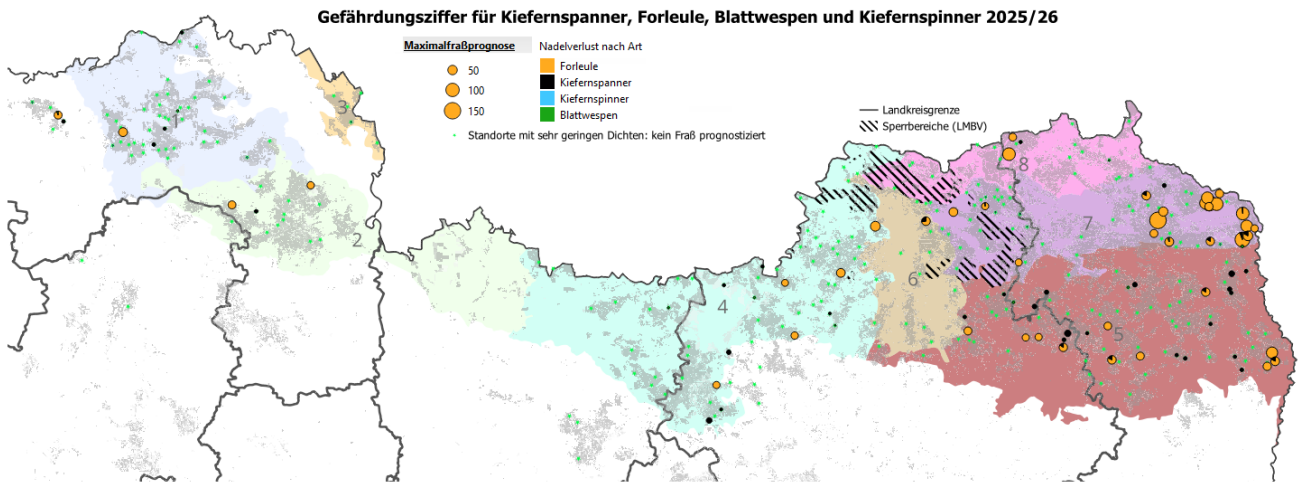 Gefährdungsziffer für Kiefernspanner, Forleule, Blattwespen und Kiefernspinner 2025/26
Maximalfraßprognose
50
100
150
Nadelverlust nach Art
Forleule
Kiefernspanner
Kiefernspinner
Blattwespen
Standorte mit sehr geringen Dichten: kein Fraß prognostiziert
Landkreisgrenze
Sperrbereiche (LMBV)
1
2
3
4
5
6
7
8